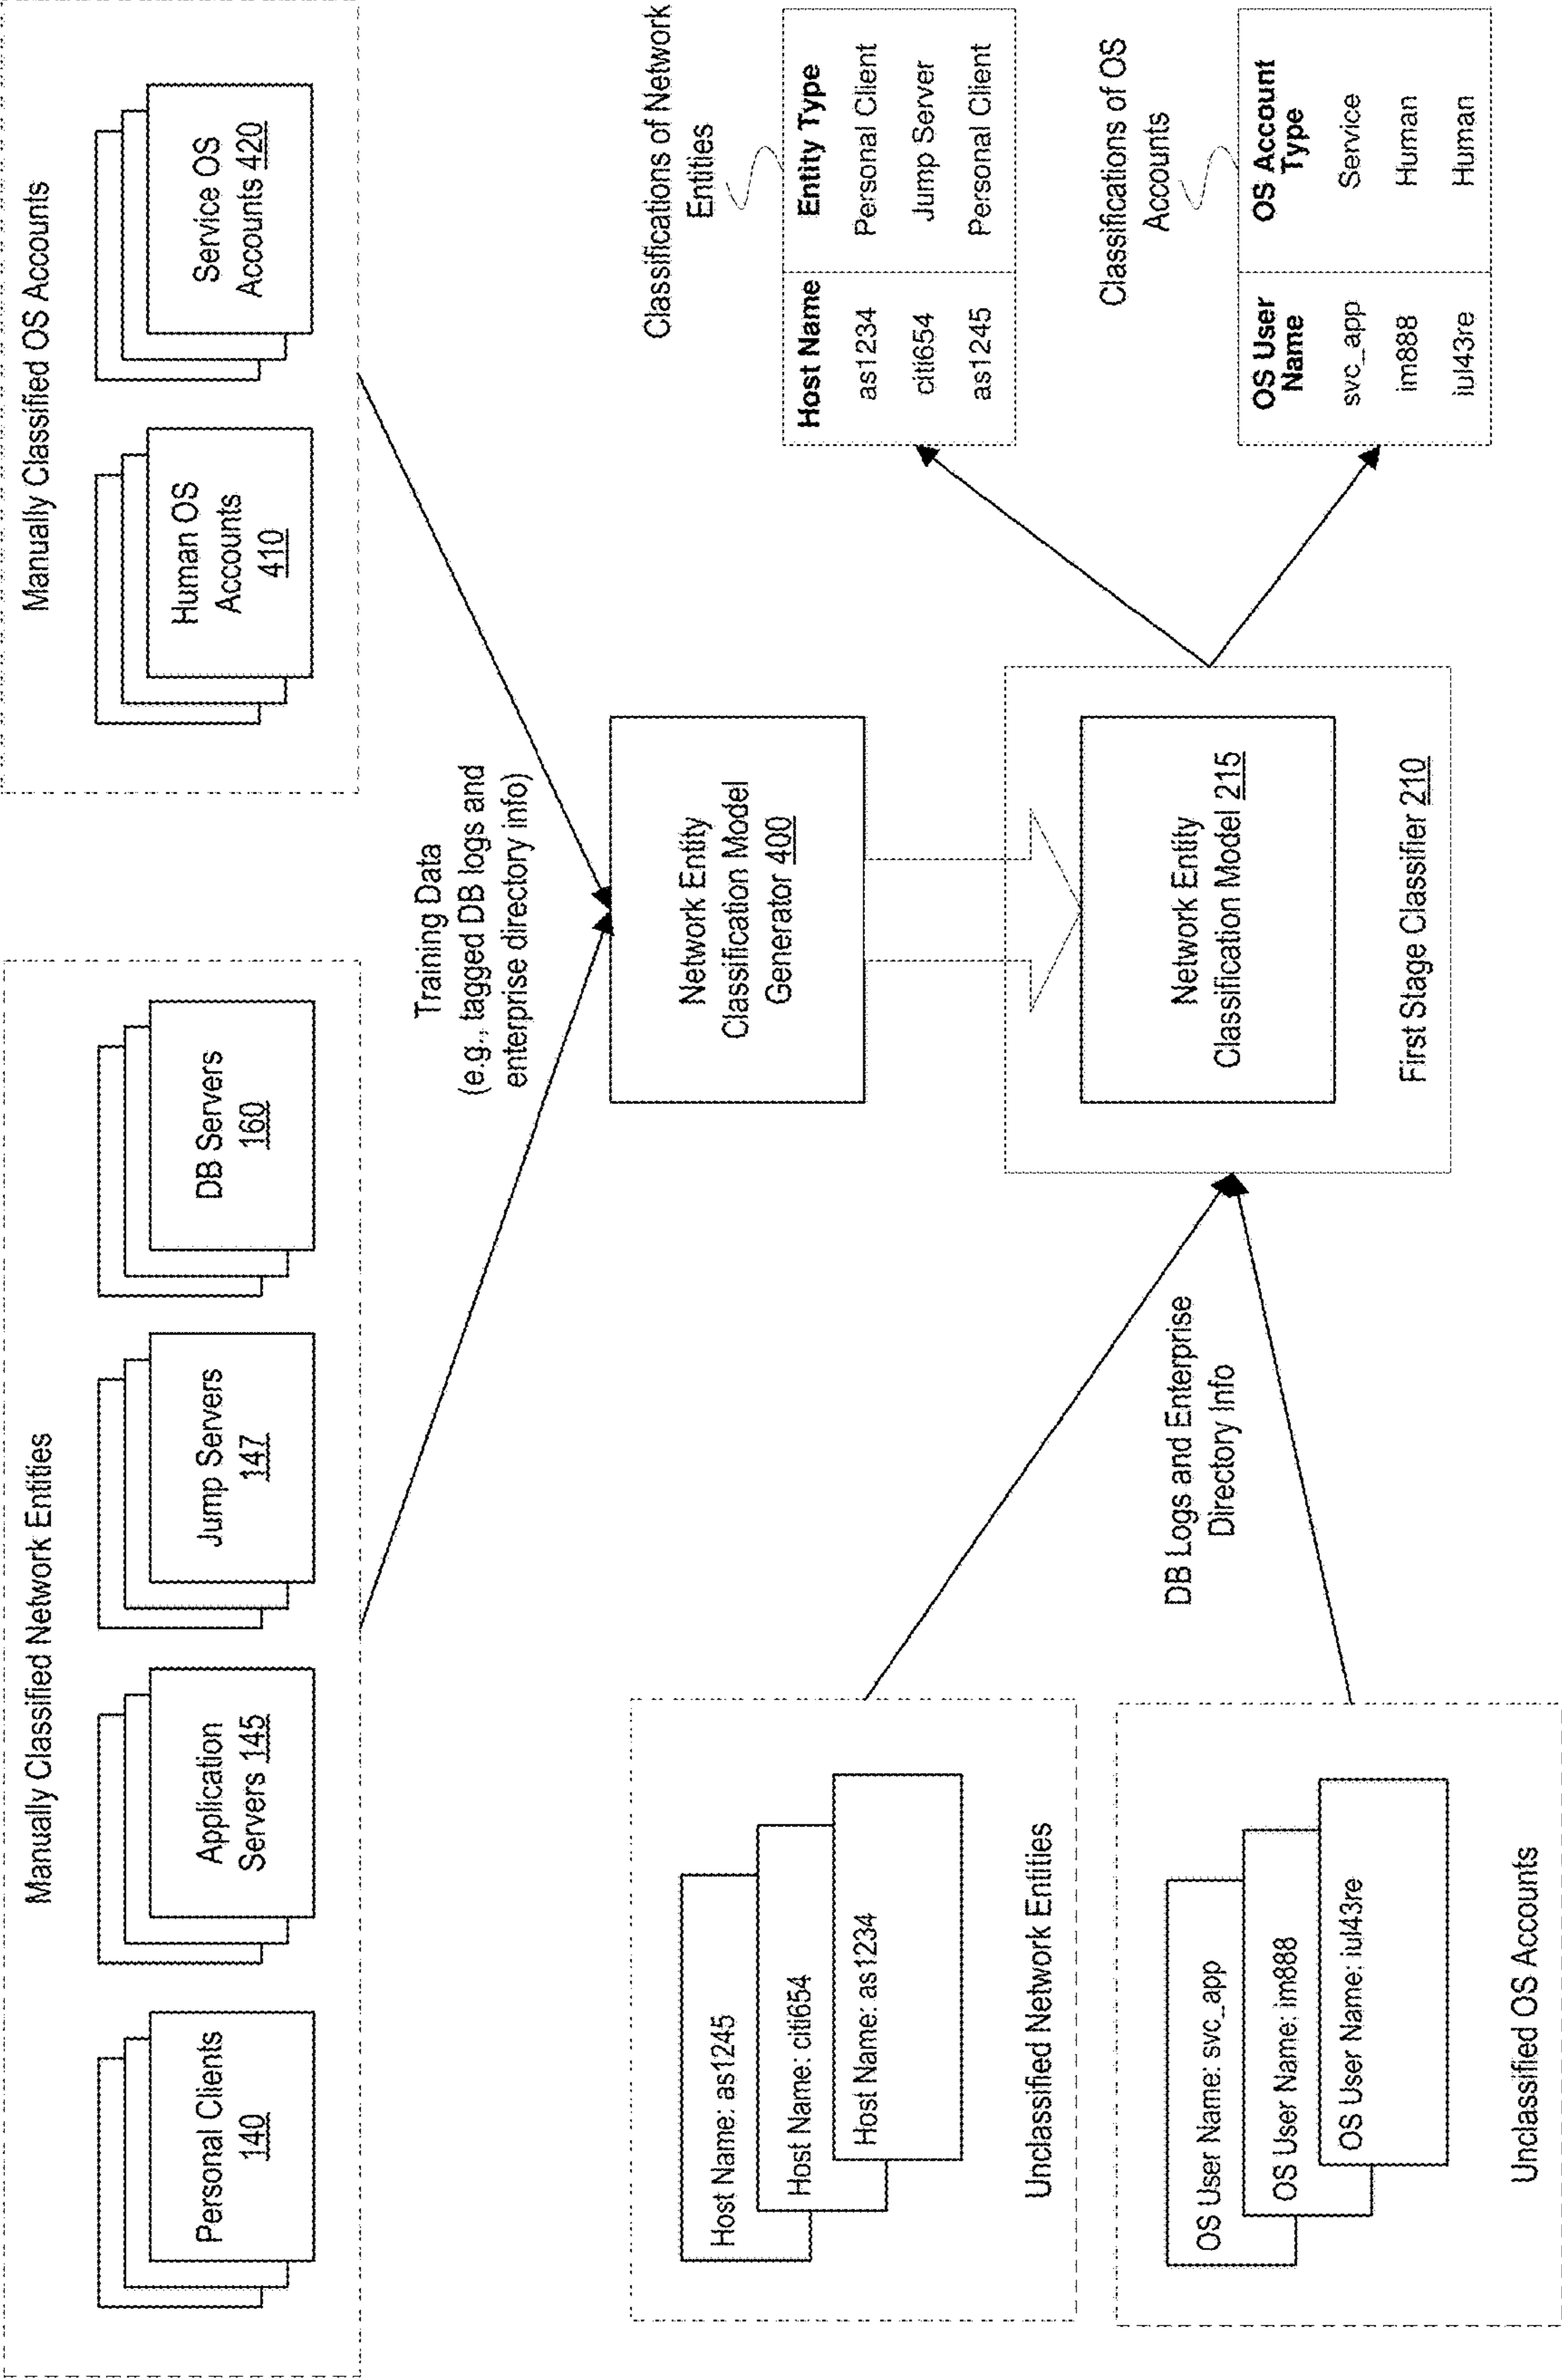 Manually Classified Network Entities
Personal Clients
140
Application
Servers 145
Jump Servers
147
DB Servers
160
Manually Classified OS Accounts
Human OS
Accounts
410
Service OS
Accounts 420
Training Data
(e.g., tagged DB logs and
enterprise directory info)
Network Entity
Classification Model
Generator 400
Network Entity
Classification Model 215
First Stage Classifier 210
Host Name: as1245
Host Name: citi654
Host Name: as1234
Unclassified Network Entities
OS User Name: svc_app
OS User Name: im888
OS User Name: iul43re
Unclassified OS Accounts
DB Logs and Enterprise
Directory Info
Classifications of Network
Entities
Host Name Entity Type
as1234 Personal Client
citi654 Jump Server
as1245 Personal Client
Classifications of OS
Accounts
OS User OS Account
Name Type
svc_app Service
im888 Human
iul43re Human